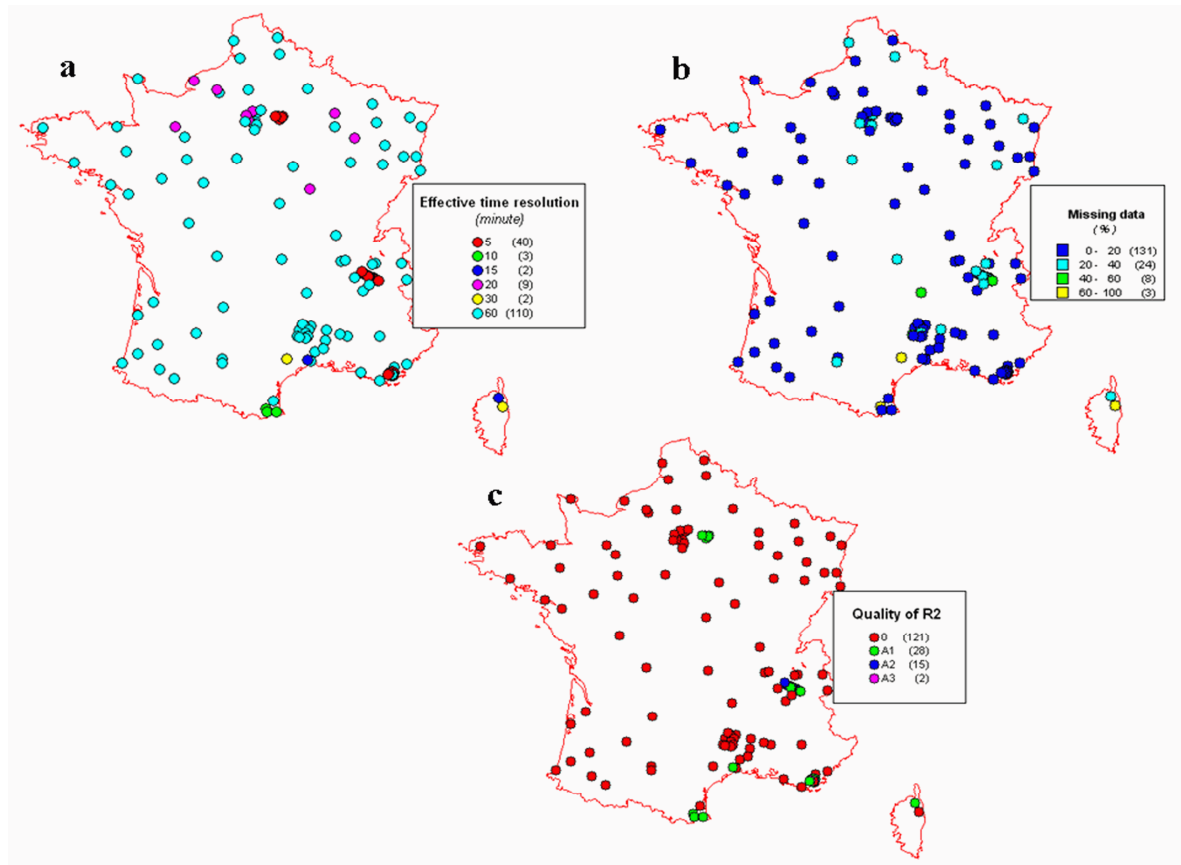 a
Effective time resolution
(minute)
5 (40)
10 (3)
15 (2)
20 (9)
30 (2)
60 (110)
b
Missing data
(%)
0 - 20 (131)
20 - 40 (24)
40 - 60 (8)
60 - 100 (3)
c
Quality of R2
0 (121)
A1 (28)
A2 (15)
A3 (2)